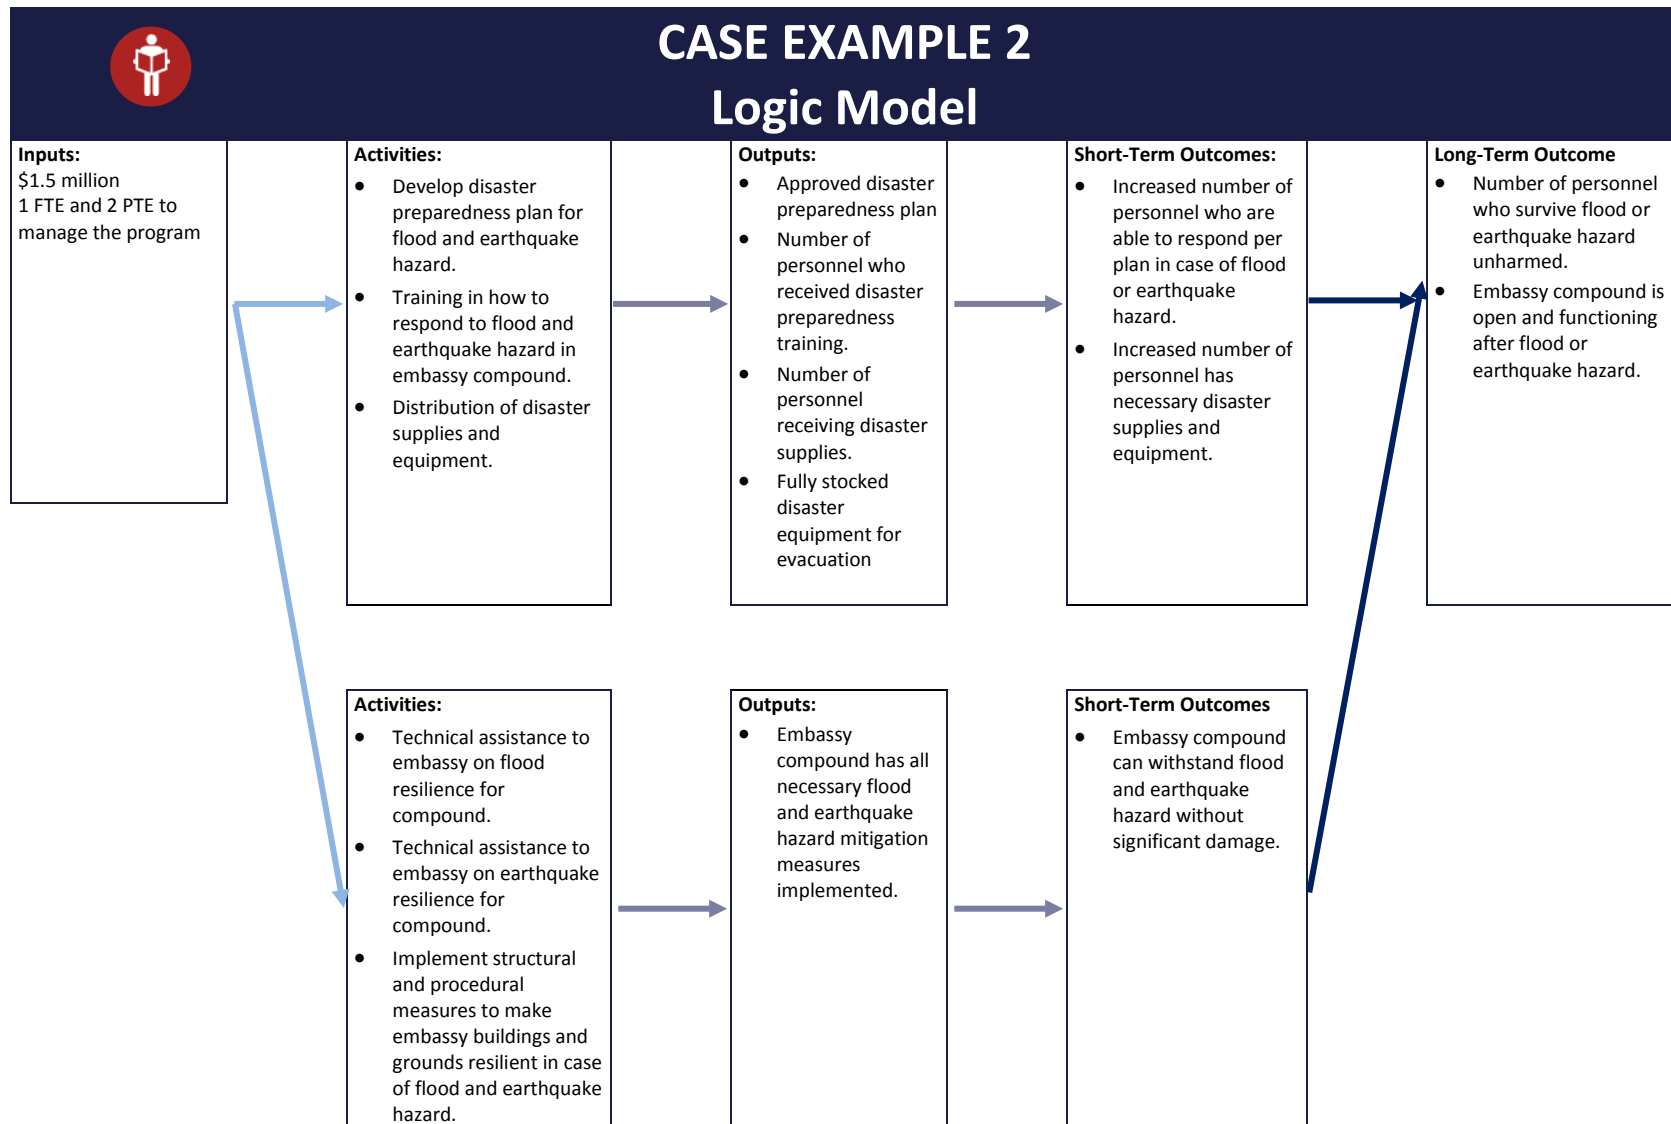 CASE EXAMPLE 2
Logic Model
Inputs:
$1.5 million
1 FTE and 2 PTE to
manage the program
Activities:
● Develop disaster
preparedness plan for
flood and earthquake
hazard.
● Training in how to
respond to flood and
earthquake hazard in
embassy compound.
● Distribution of disaster
supplies and
equipment.
Outputs:
● Approved disaster
preparedness plan
● Number of
personnel who
received disaster
preparedness
training.
● Number of
personnel
receiving disaster
supplies.
● Fully stocked
disaster
equipment for
evacuation
Short-Term Outcomes:
● Increased number of
personnel who are
able to respond per
plan in case of flood
or earthquake
hazard.
● Increased number of
personnel has
necessary disaster
supplies and
equipment.
Long-Term Outcome
● Number of personnel
who survive flood or
earthquake hazard
unharmed.
● Embassy compound is
open and functioning
after flood or
earthquake hazard.
Activities:
● Technical assistance to
embassy on flood
resilience for
compound.
● Technical assistance to
embassy on earthquake
resilience for
compound.
● Implement structural
and procedural
measures to make
embassy buildings and
grounds resilient in case
of flood and earthquake
hazard.
Outputs:
● Embassy
compound has all
necessary flood
and earthquake
hazard mitigation
measures
implemented.
Short-Term Outcomes
● Embassy compound
can withstand flood
and earthquake
hazard without
significant damage.